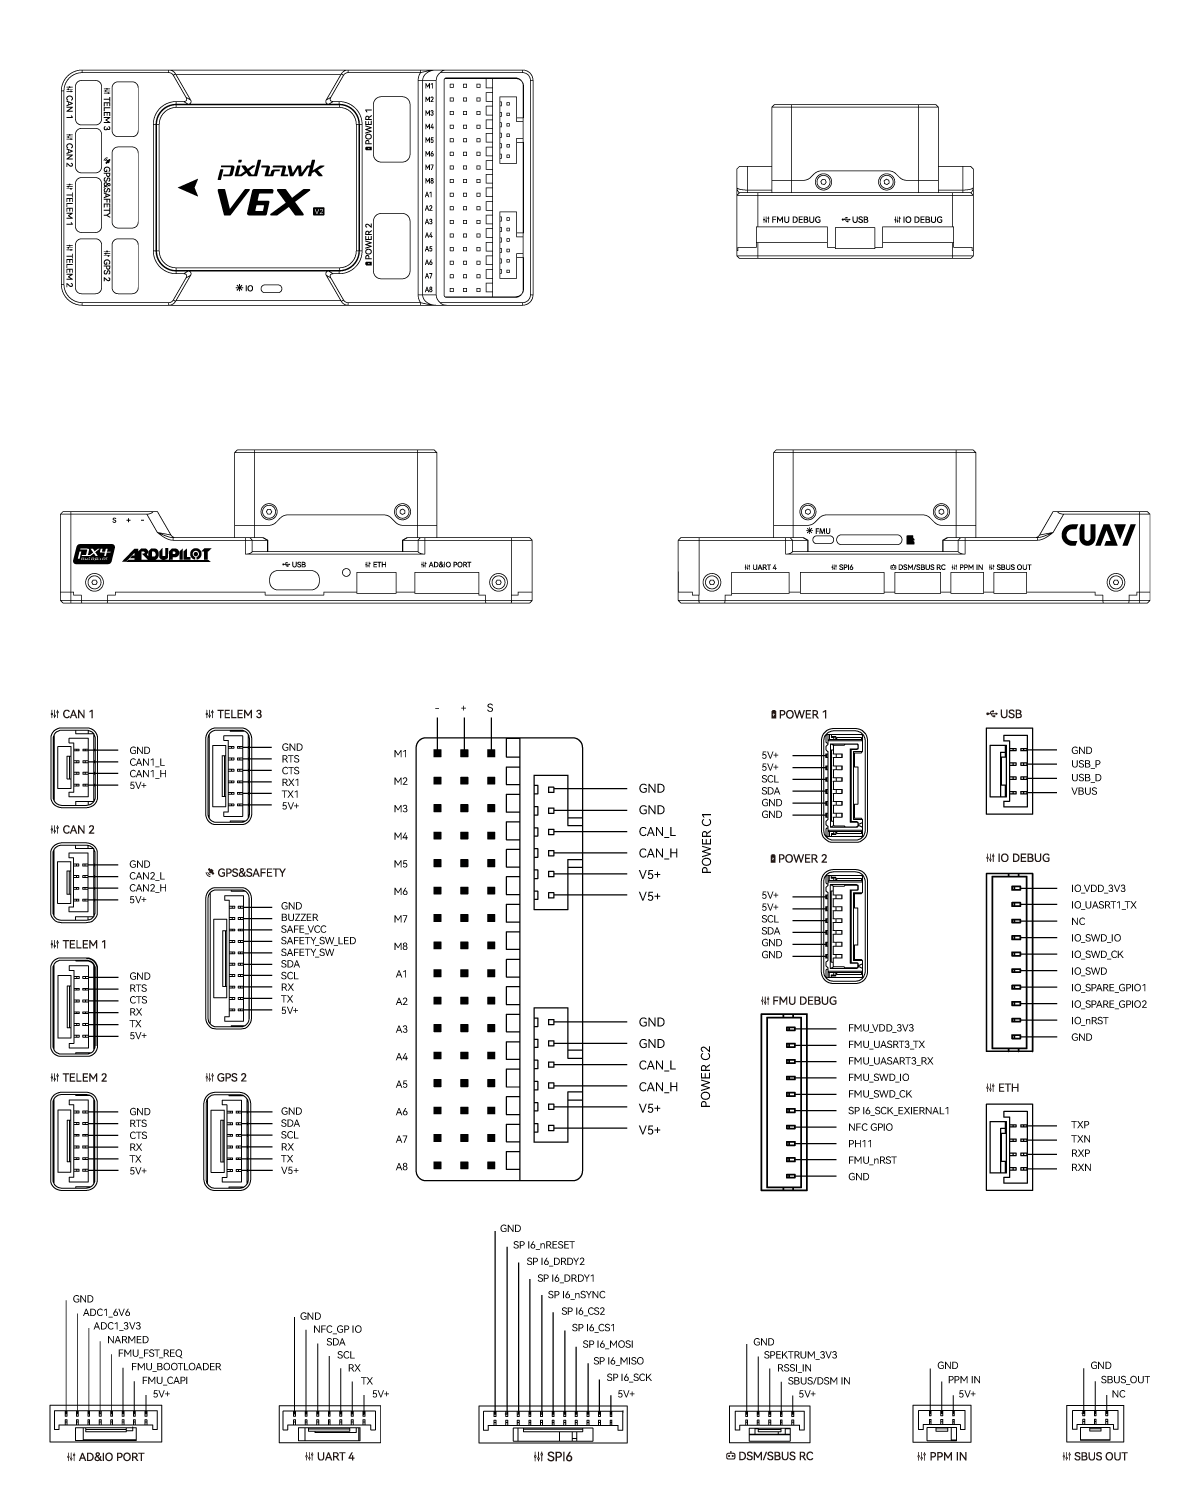 CAN 1
TELEM 3
CAN 2
GPS&SAFETY
TELEM 1
TELEM 2
GPS 2
pixhawk
V6X V2
IO
POWER 1
POWER 2
M1
M2
M3
M4
M5
M6
M7
M8
A1
A2
A3
A4
A5
A6
A7
A8
FMU DEBUG USB IO DEBUG
S + -
px4 ARDUPILOT
USB ETH AD&IO PORT
FMU
CUAV
UART 4 SPI6 DSM/SBUS RC PPM IN SBUS OUT
CAN 1
GND
CAN1_L
CAN1_H
5V+
CAN 2
GND
CAN2_L
CAN2_H
5V+
TELEM 1
GND
RTS
CTS
RX
TX
5V+
TELEM 2
GND
RTS
CTS
RX
TX
5V+
TELEM 3
GND
RTS
CTS
RX1
TX1
5V+
GPS&SAFETY
GND
BUZZER
SAFE_VCC
SAFETY_SW_LED
SAFETY_SW
SDA
SCL
RX
TX
5V+
GPS 2
GND
SDA
SCL
RX
TX
V5+
- + S
M1
M2
M3
M4
M5
M6
M7
M8
A1
A2
A3
A4
A5
A6
A7
A8
GND
GND
CAN_L
CAN_H
V5+
V5+
POWER C1
GND
GND
CAN_L
CAN_H
V5+
V5+
POWER C2
POWER 1
5V+
5V+
SCL
SDA
GND
GND
POWER 2
5V+
5V+
SCL
SDA
GND
GND
FMU DEBUG
FMU_VDD_3V3
FMU_UASRT3_TX
FMU_UASART3_RX
FMU_SWD_IO
FMU_SWD_CK
SP I6_SCK_EXIERNAL1
NFC GPIO
PH11
FMU_nRST
GND
USB
GND
USB_P
USB_D
VBUS
IO DEBUG
IO_VDD_3V3
IO_UASRT1_TX
NC
IO_SWD_IO
IO_SWD_CK
IO_SWD
IO_SPARE_GPIO1
IO_SPARE_GPIO2
IO_nRST
GND
ETH
TXP
TXN
RXP
RXN
GND
ADC1_6V6
ADC1_3V3
NARMED
FMU_FST_REQ
FMU_BOOTLOADER
FMU_CAPI
5V+
AD&IO PORT
GND
NFC_GP IO
SDA
SCL
RX
TX
5V+
UART 4
GND
SP I6_nRESET
SP I6_DRDY2
SP I6_DRDY1
SP I6_nSYNC
SP I6_CS2
SP I6_CS1
SP I6_MOSI
SP I6_MISO
SP I6_SCK
5V+
SPI6
GND
SPEKTRUM_3V3
RSSI_IN
SBUS/DSM IN
5V+
DSM/SBUS RC
GND
PPM IN
5V+
PPM IN
GND
SBUS_OUT
NC
SBUS OUT